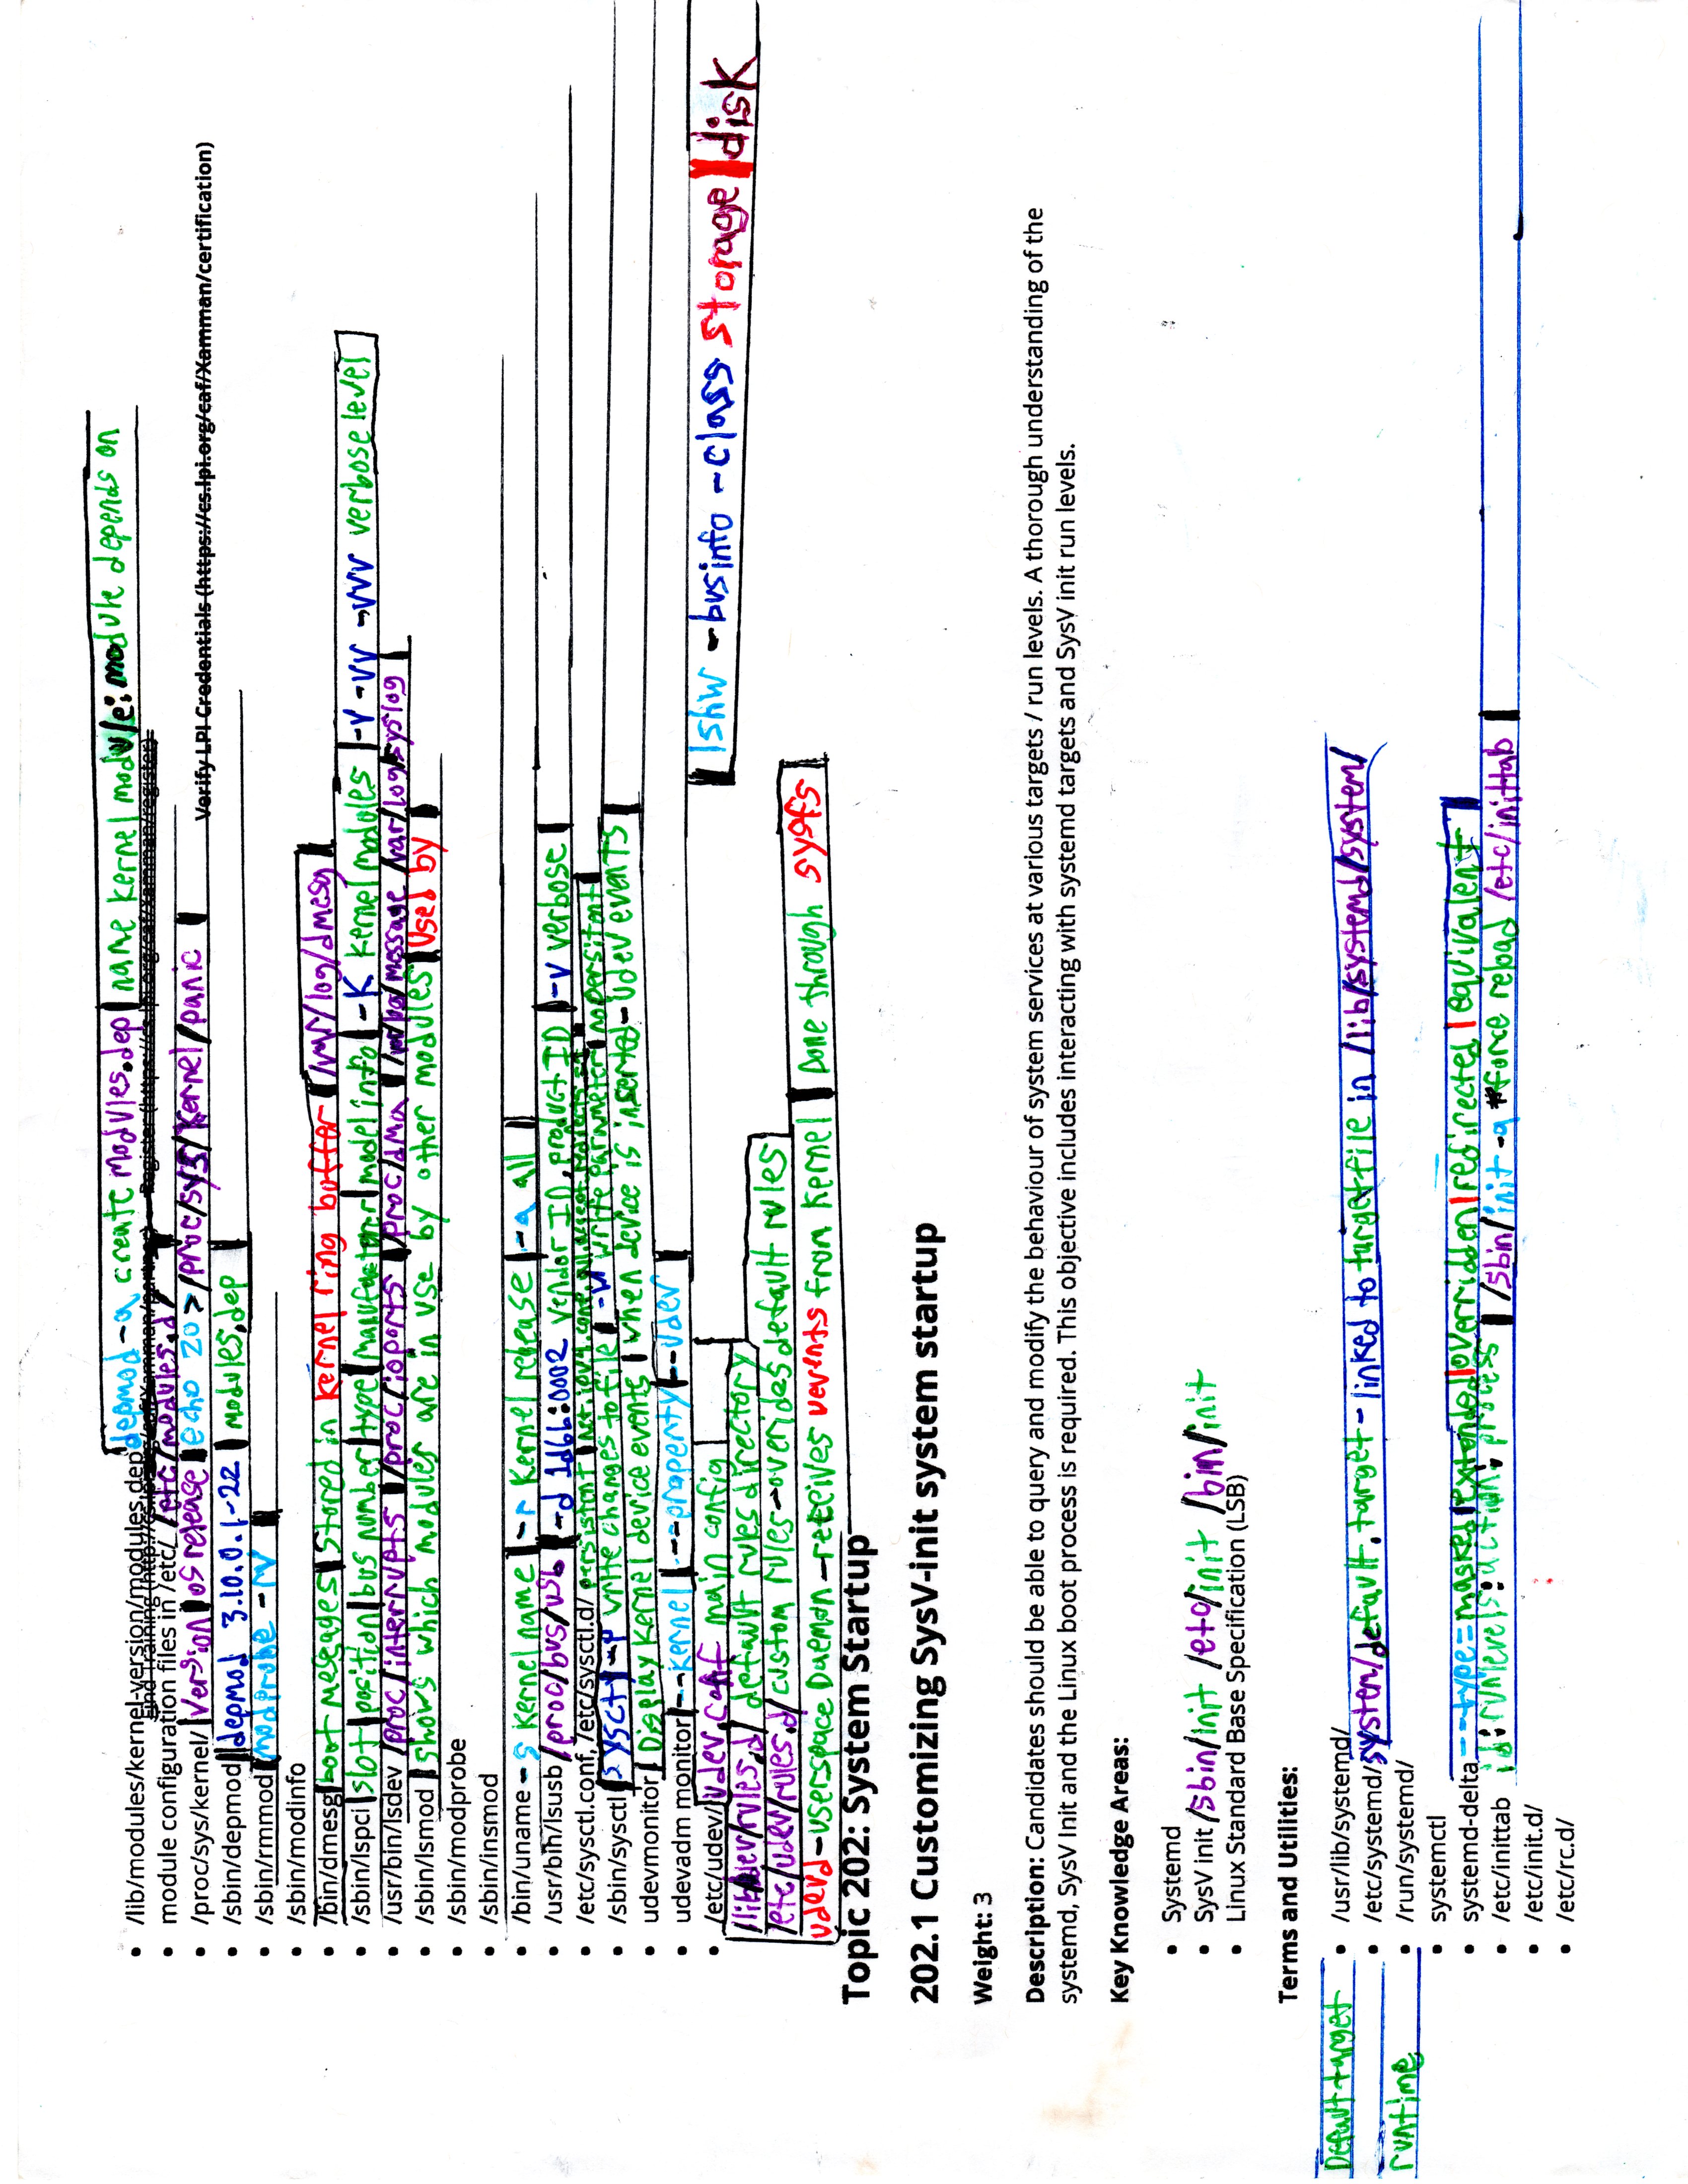 /lib/modules/kernel-version/modules.dep depmod -a create modules.dep | name kernel module: module depends on
module configuration files in /etc/ /etc/modules.d/
/proc/sys/kernel/ version | os release | echo 20 > /proc/sys/kernel/panic
Verify LPI Credentials (https://cs.lpi.org/caf/Xamman/certification)
/sbin/depmod | depmod 3.10.0.1-22 | modules.dep
/sbin/rmmod modprobe -rv
/sbin/modinfo
/bin/dmesg boot messages | Stored in kernel ring buffer | /var/log/dmesg
/sbin/lspci | slot | position | bus number | type | manufacturer | model info | -K kernel modules | -v -vv -vvv verbose level
/usr/bin/lsdev /proc/interrupts | /proc/ioports | /proc/dma | /message /var/log/syslog
/sbin/lsmod | shows which modules are in use by other modules | Used by
/sbin/modprobe
/sbin/insmod
/bin/uname -s kernel name | -r Kernel release | -a all
/usr/bin/lsusb /proc/bus/usb | -d 1d6b:0002 vendor ID, product ID | -v verbose
/etc/sysctl.conf, /etc/sysctl.d/ persistent
/sbin/sysctl sysctl -p write changes to file | -w write parameter no persistent
udevmonitor Display kernel device events | when device is inserted - Udev events
udevadm monitor | --kernel | --property | --udev
/etc/udev/ udev.conf main config
lshw -businfo -class storage | disk
/lib/udev/rules.d/ default rules directory
/etc/udev/rules.d/ custom rules → overrides default rules
udevd - userspace Daemon - receives uevents from kernel | Done through sysfs
Topic 202: System Startup
202.1 Customizing SysV-init system startup
Weight: 3
Description: Candidates should be able to query and modify the behaviour of system services at various targets / run levels. A thorough understanding of the
systemd, SysV Init and the Linux boot process is required. This objective includes interacting with systemd targets and SysV init run levels.
Key Knowledge Areas:
Systemd
SysV init /sbin/init /etc/init /bin/init
Linux Standard Base Specification (LSB)
Terms and Utilities:
Default target /usr/lib/systemd/
/etc/systemd/ system/default.target - linked to target file in /lib/systemd/system/
runtime /run/systemd/
systemctl
systemd-delta --type=masked | extended | overridden | redirected | equivalent
/etc/inittab id:runlevels:action:process | /sbin/init -q #force reload /etc/inittab
/etc/init.d/
/etc/rc.d/